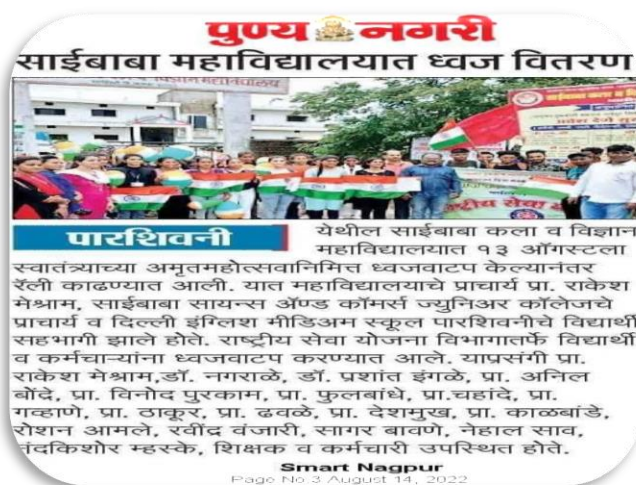 पुण्य नगरी
साईबाबा महाविद्यालयात ध्वज वितरण
पारशिवनी
येथील साईबाबा कला व विज्ञान
महाविद्यालयात १३ ऑगस्टला
स्वातंत्र्याच्या अमृतमहोत्सवानिमित्त ध्वजवाटप केल्यानंतर
रॅली काढण्यात आली. यात महाविद्यालयाचे प्राचार्य प्रा. राकेश
मेश्राम, साईबाबा सायन्स ॲण्ड कॉमर्स ज्युनिअर कॉलेजचे
प्राचार्य व दिल्ली इंग्लिश मीडिअम स्कूल पारशिवनीचे विद्यार्थी
सहभागी झाले होते. राष्ट्रीय सेवा योजना विभागातर्फे विद्यार्थी
व कर्मचाऱ्यांना ध्वजवाटप करण्यात आले. याप्रसंगी प्रा.
राकेश मेश्राम,डॉ. नगराळे, डॉ. प्रशांत इंगळे, प्रा. अनिल
बोंदे, प्रा. विनोद पुरकाम, प्रा. फुलबांधे, प्रा.चहांदे, प्रा.
गव्हाणे, प्रा. ठाकूर, प्रा. ढवळे, प्रा. देशमुख, प्रा. काळबांडे,
रोशन आमले, रवींद्र वंजारी, सागर बावणे, नेहाल साव,
नंदकिशोर म्हस्के, शिक्षक व कर्मचारी उपस्थित होते.
Smart Nagpur
Page No.3 August 14, 2022